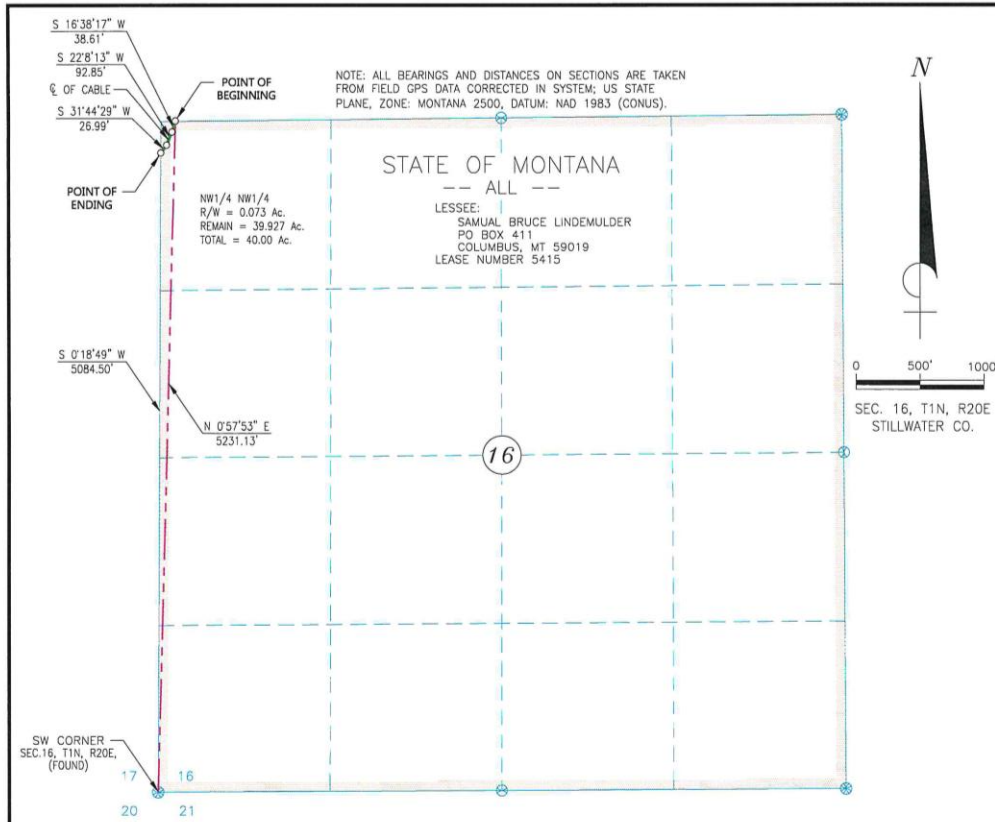 S 16°38'17" W
38.61'
S 22°8'13" W
92.85'
℄ OF CABLE
S 31°44'29" W
26.99'
POINT OF
BEGINNING
POINT OF
ENDING
NOTE: ALL BEARINGS AND DISTANCES ON SECTIONS ARE TAKEN
FROM FIELD GPS DATA CORRECTED IN SYSTEM; US STATE
PLANE, ZONE: MONTANA 2500, DATUM: NAD 1983 (CONUS).
N
STATE OF MONTANA
-- ALL --
LESSEE:
SAMUAL BRUCE LINDEMULDER
PO BOX 411
COLUMBUS, MT 59019
LEASE NUMBER 5415
NW1/4 NW1/4
R/W = 0.073 Ac.
REMAIN = 39.927 Ac.
TOTAL = 40.00 Ac.
0 500' 1000
SEC. 16, T1N, R20E
STILLWATER CO.
S 0°18'49" W
5084.50'
N 0°57'53" E
5231.13'
16
SW CORNER
SEC.16, T1N, R20E,
(FOUND)
17 16
20 21